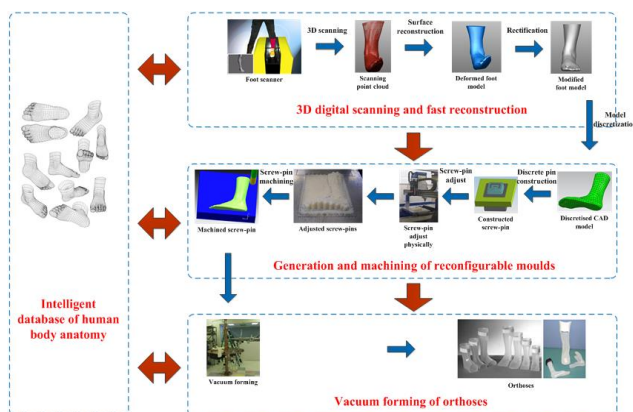 3D scanning
Surface
reconstruction
Rectification
Foot scanner
Scanning
point cloud
Deformed foot
model
Modified
foot model
3D digital scanning and fast reconstruction
Model
discretizatio
Screw-pin
machining
Screw-pin
adjust
Discrete pin
construction
Machined screw-pin
Adjusted screw-pins
Screw-pin
adjust
physically
Constructed
screw-pin
Discretised CAD
model
Generation and machining of reconfigurable moulds
Intelligent
database of human
body anatomy
Vacuum forming
Orthoses
Vacuum forming of orthoses